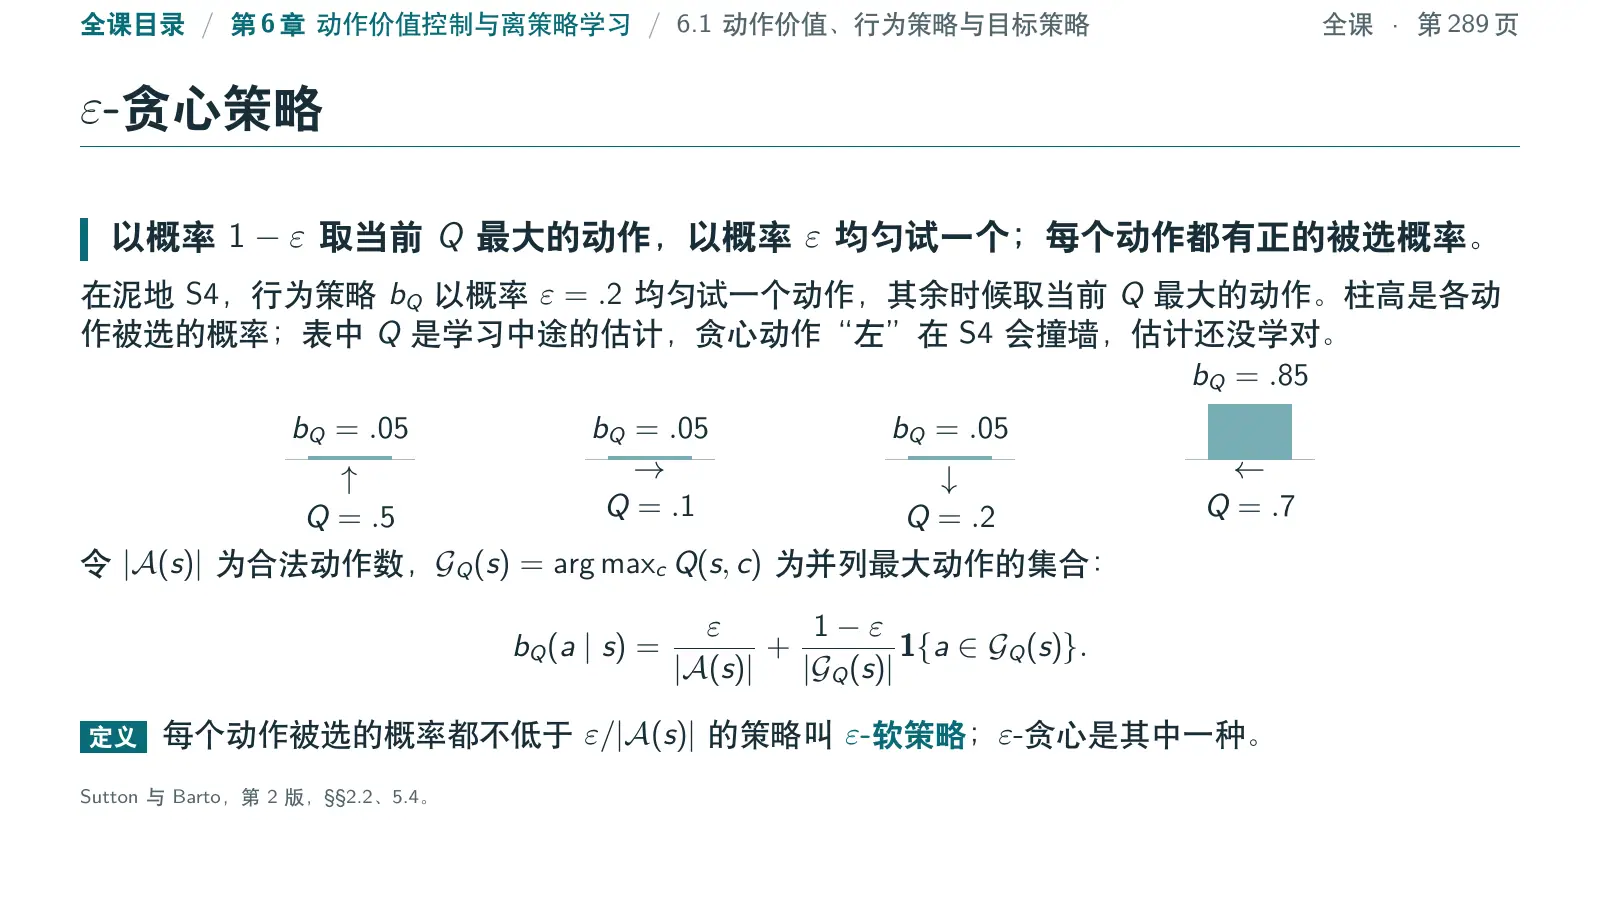 全课目录 / 第 6 章 动作价值控制与离策略学习 / 6.1 动作价值、行为策略与目标策略
全课 · 第 289 页
ε-贪心策略
以概率 1 − ε 取当前 Q 最大的动作，以概率 ε 均匀试一个；每个动作都有正的被选概率。
在泥地 S4，行为策略 b_Q 以概率 ε = .2 均匀试一个动作，其余时候取当前 Q 最大的动作。柱高是各动
作被选的概率；表中 Q 是学习中途的估计，贪心动作 “左” 在 S4 会撞墙，估计还没学对。
b_Q = .05 b_Q = .05 b_Q = .05 b_Q = .85
↑ → ↓ ←
Q = .5 Q = .1 Q = .2 Q = .7
令 |𝒜(s)| 为合法动作数，𝒢_Q(s) = arg max_c Q(s, c) 为并列最大动作的集合：
b_Q(a | s) = ε/|𝒜(s)| + (1 − ε)/|𝒢_Q(s)| 𝟏{a ∈ 𝒢_Q(s)}.
定义 每个动作被选的概率都不低于 ε/|𝒜(s)| 的策略叫 ε-软策略；ε-贪心是其中一种。
Sutton 与 Barto，第 2 版，§§2.2、5.4。